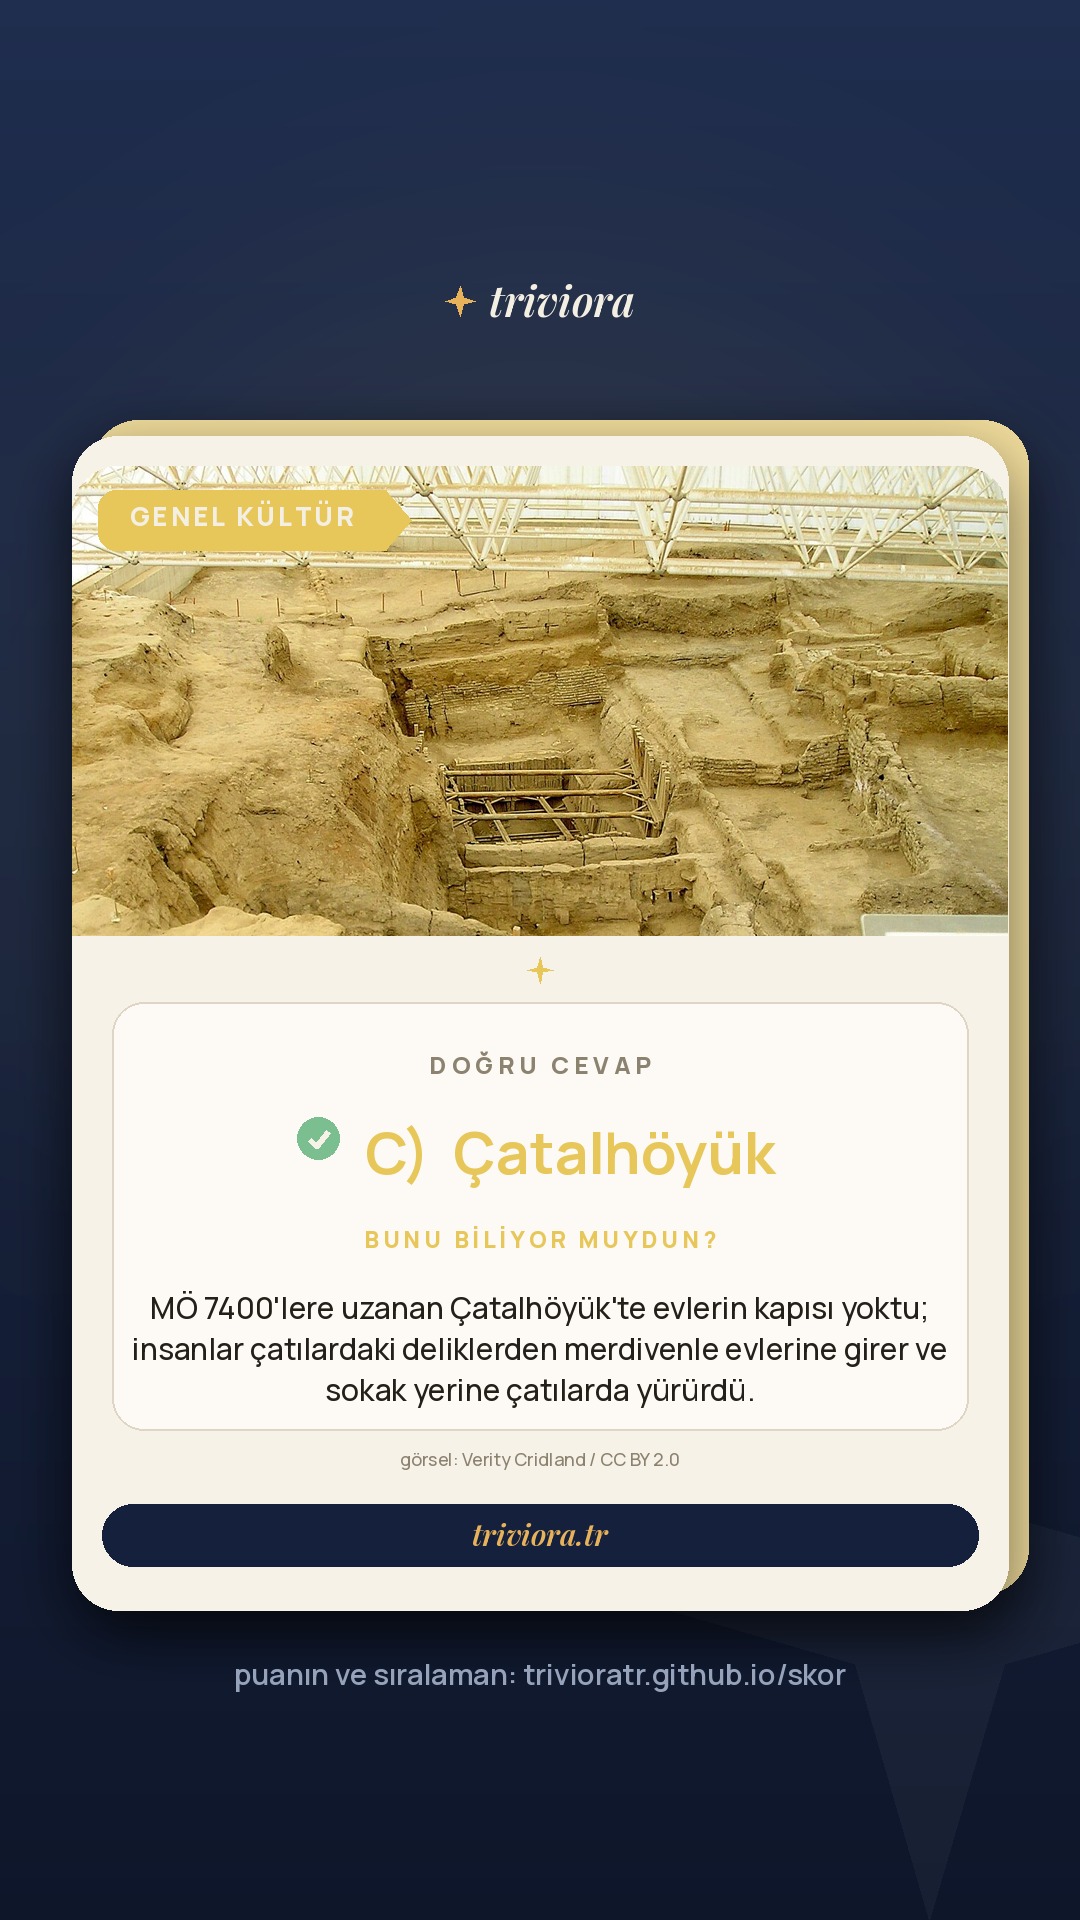 triviora
GENEL KÜLTÜR
DOĞRU CEVAP
C) Çatalhöyük
BUNU BİLİYOR MUYDUN?
MÖ 7400'lere uzanan Çatalhöyük'te evlerin kapısı yoktu;
insanlar çatılardaki deliklerden merdivenle evlerine girer ve
sokak yerine çatılarda yürürdü.
görsel: Verity Cridland / CC BY 2.0
triviora.tr
puanın ve sıralaman: trivioratr.github.io/skor